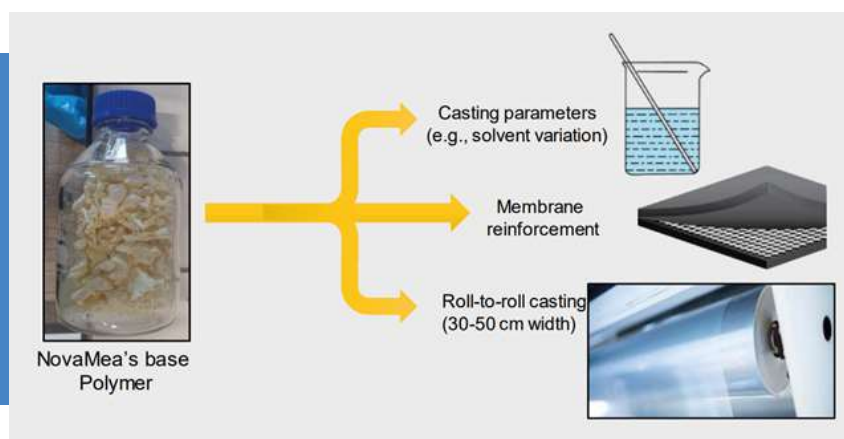 Casting parameters
(e.g., solvent variation)
Membrane
reinforcement
Roll-to-roll casting
(30-50 cm width)
NovaMea's base
Polymer